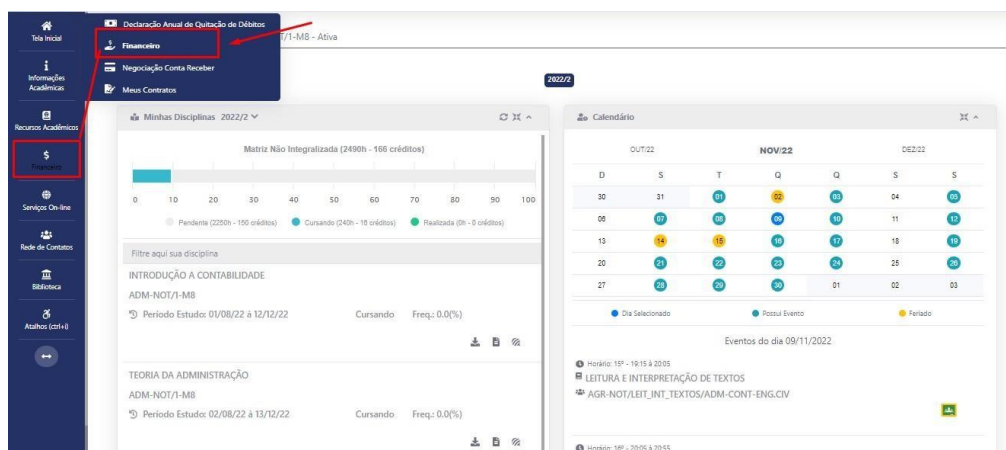 Tela Inicial
Informações
Acadêmicas
Recursos Acadêmicos
Financeiro
Serviços On-line
Rede de Contatos
Biblioteca
Atalhos (ctrl+i)
Declaração Anual de Quitação de Débitos
Financeiro
Negociação Conta Receber
Meus Contratos
T/1-M8 - Ativa
2022/2
Minhas Disciplinas 2022/2
Matriz Não Integralizada (2490h - 166 créditos)
0 10 20 30 40 50 60 70 80 90 100
Pendente (2250h - 150 créditos) Cursando (240h - 16 créditos) Realizada (0h - 0 créditos)
Filtre aqui sua disciplina
INTRODUÇÃO A CONTABILIDADE
ADM-NOT/1-M8
Período Estudo: 01/08/22 à 12/12/22 Cursando Freq.: 0.0(%)
TEORIA DA ADMINISTRAÇÃO
ADM-NOT/1-M8
Período Estudo: 02/08/22 à 13/12/22 Cursando Freq.: 0.0(%)
Calendário
OUT/22 NOV/22 DEZ/22
D S T Q Q S S
30 31 01 02 03 04 05
06 07 08 09 10 11 12
13 14 15 16 17 18 19
20 21 22 23 24 25 26
27 28 29 30 01 02 03
Dia Selecionado Possui Evento Feriado
Eventos do dia 09/11/2022
Horário: 15º - 19:15 à 20:05
LEITURA E INTERPRETAÇÃO DE TEXTOS
AGR-NOT/LEIT_INT_TEXTOS/ADM-CONT-ENG.CIV
Horário: 16º - 20:05 à 20:55